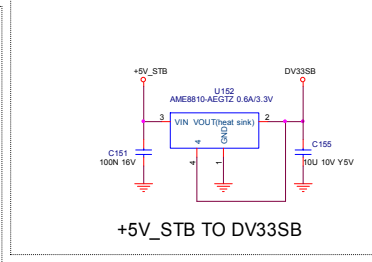 +5V_STB
DV33SB
U152
AME8810-AEGTZ 0.6A/3.3V
3
VIN VOUT(heat sink)
2
4
GND
C151
100N 16V
4
1
C155
10U 10V Y5V
+5V_STB TO DV33SB